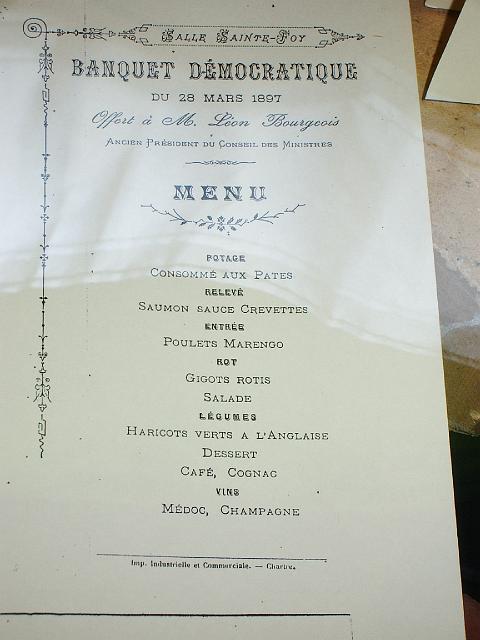 Salle Sainte-Foy
BANQUET DÉMOCRATIQUE
DU 28 MARS 1897
Offert à M. Léon Bourgeois
Ancien Président du Conseil des Ministres
MENU
POTAGE
Consommé aux Pates
RELEVÉ
Saumon sauce Crevettes
ENTRÉE
Poulets Marengo
ROT
Gigots rotis
Salade
LÉGUMES
Haricots verts a l'Anglaise
Dessert
Café, Cognac
VINS
Médoc, Champagne
Imp. Industrielle et Commerciale. — Chartres.